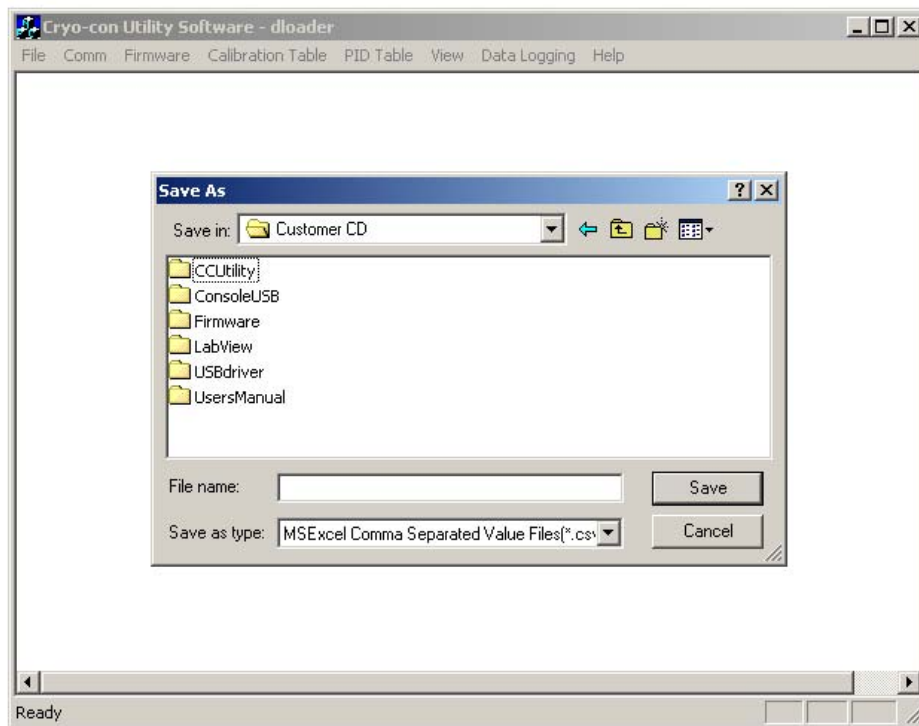 Cryo-con Utility Software - dloader
File Comm Firmware Calibration Table PID Table View Data Logging Help
Save As
Save in: Customer CD
CCUtility
ConsoleUSB
Firmware
LabView
USBdriver
UsersManual
File name:
Save
Save as type: MSExcel Comma Separated Value Files(*.csv
Cancel
Ready